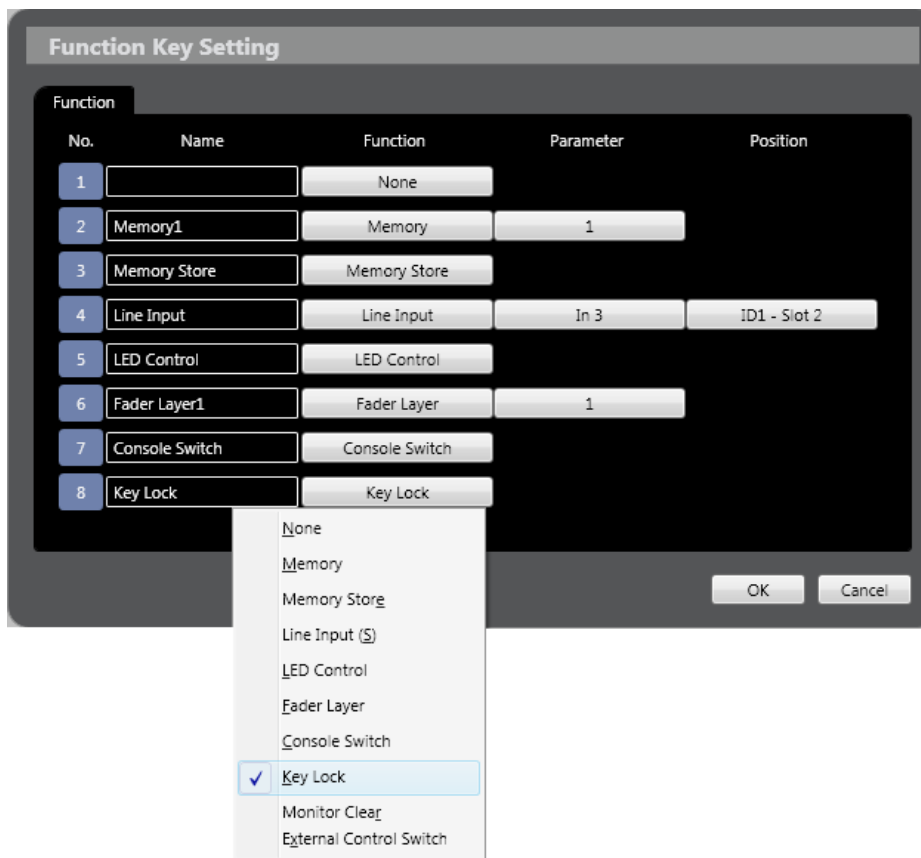 Function Key Setting
Function
No. Name Function Parameter Position
1 None
2 Memory1 Memory 1
3 Memory Store Memory Store
4 Line Input Line Input In 3 ID1 - Slot 2
5 LED Control LED Control
6 Fader Layer1 Fader Layer 1
7 Console Switch Console Switch
8 Key Lock Key Lock
None
Memory
Memory Store
OK Cancel
Line Input (S)
LED Control
Fader Layer
Console Switch
Key Lock
Monitor Clear
External Control Switch